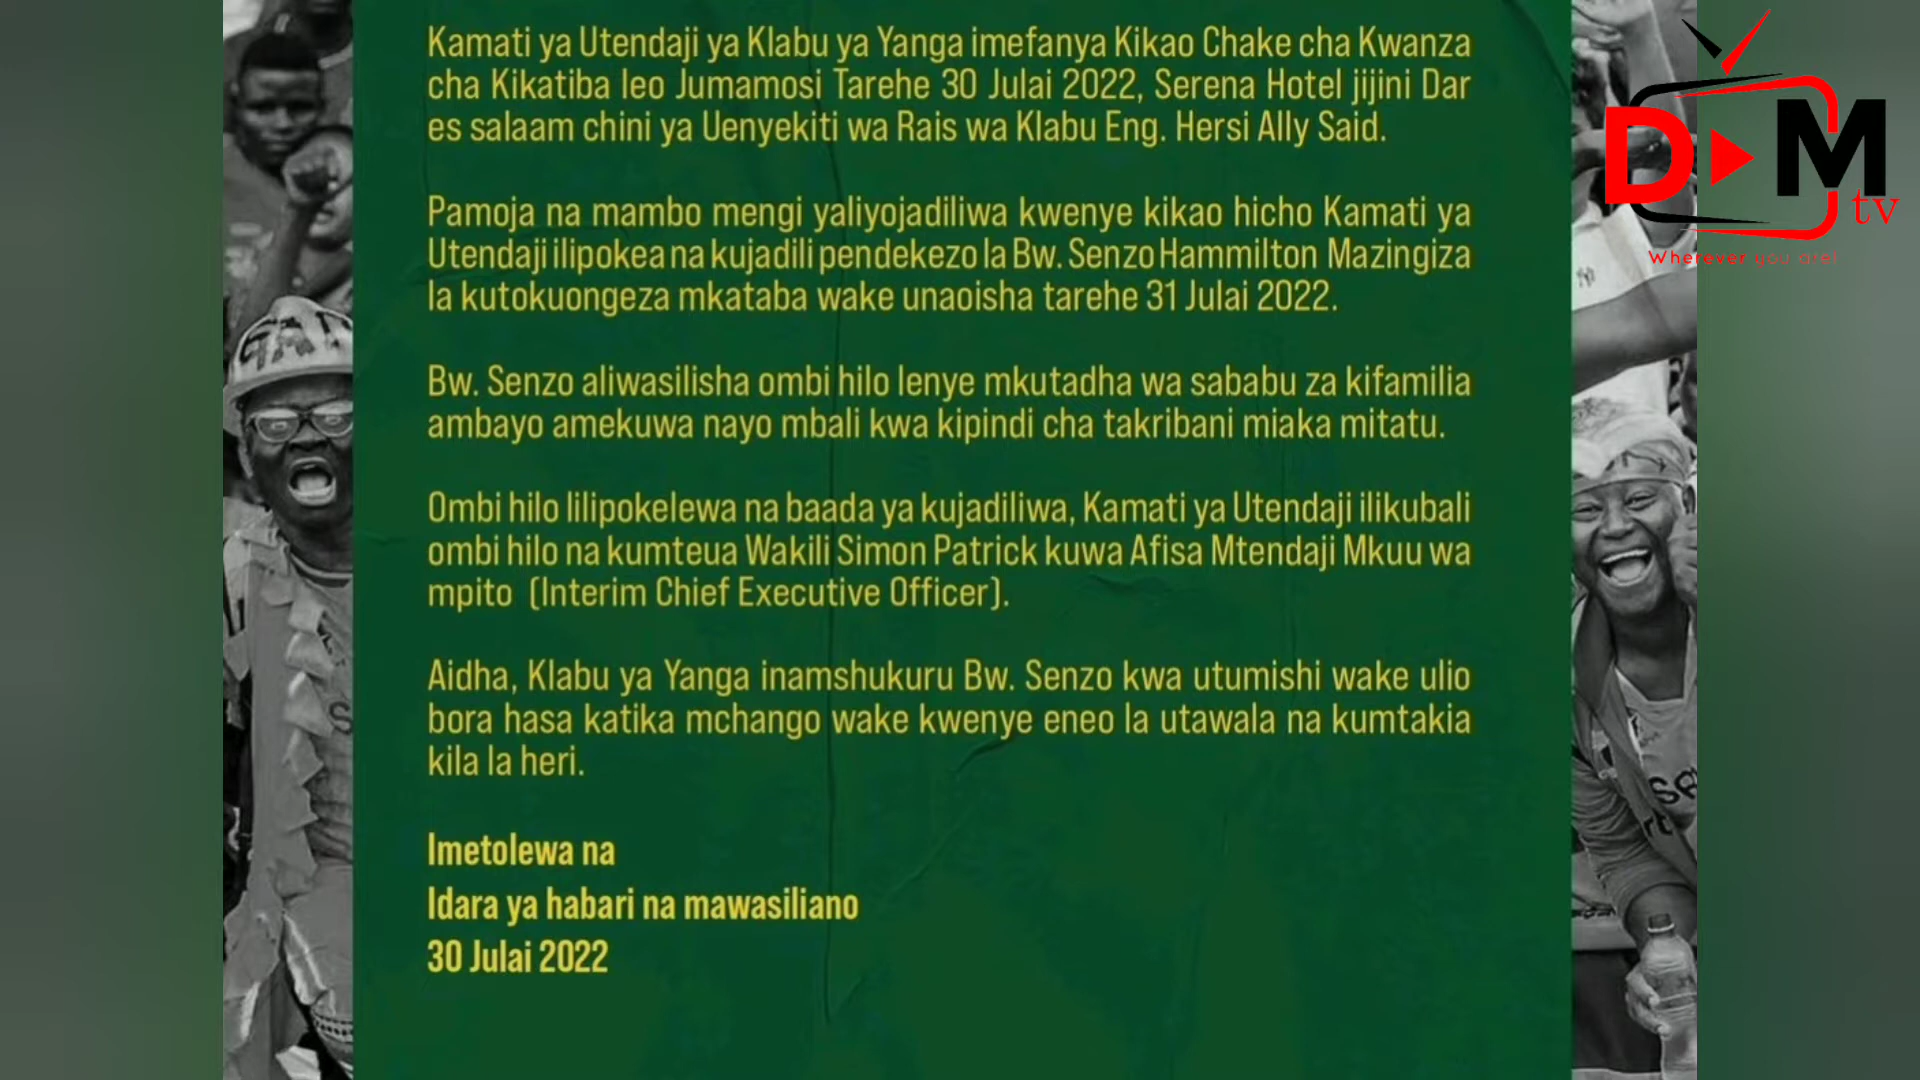 Kamati ya Utendaji ya Klabu ya Yanga imefanya Kikao Chake cha Kwanza
cha Kikatiba leo Jumamosi Tarehe 30 Julai 2022, Serena Hotel jijini Dar
es salaam chini ya Uenyekiti wa Rais wa Klabu Eng. Hersi Ally Said.
Pamoja na mambo mengi yaliyojadiliwa kwenye kikao hicho Kamati ya
Utendaji ilipokea na kujadili pendekezo la Bw. Senzo Hammilton Mazingiza
la kutokuongeza mkataba wake unaoisha tarehe 31 Julai 2022.
Bw. Senzo aliwasilisha ombi hilo lenye mkutadha wa sababu za kifamilia
ambayo amekuwa nayo mbali kwa kipindi cha takribani miaka mitatu.
Ombi hilo lilipokelewa na baada ya kujadiliwa, Kamati ya Utendaji ilikubali
ombi hilo na kumteua Wakili Simon Patrick kuwa Afisa Mtendaji Mkuu wa
mpito (Interim Chief Executive Officer).
Aidha, Klabu ya Yanga inamshukuru Bw. Senzo kwa utumishi wake ulio
bora hasa katika mchango wake kwenye eneo la utawala na kumtakia
kila la heri.
Imetolewa na
Idara ya habari na mawasiliano
30 Julai 2022
D M
tv
Wherever you are!